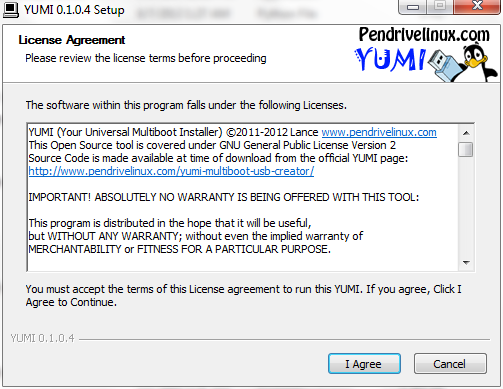 YUMI 0.1.0.4 Setup
License Agreement
Please review the license terms before proceeding
Pendrivelinux.com
YUMI
The software within this program falls under the following Licenses.
YUMI (Your Universal Multiboot Installer) ©2011-2012 Lance www.pendrivelinux.com
This Open Source tool is covered under GNU General Public License Version 2
Source Code is made available at time of download from the official YUMI page:
http://www.pendrivelinux.com/yumi-multiboot-usb-creator/
IMPORTANT! ABSOLUTELY NO WARRANTY IS BEING OFFERED WITH THIS TOOL:
This program is distributed in the hope that it will be useful,
but WITHOUT ANY WARRANTY; without even the implied warranty of
MERCHANTABILITY or FITNESS FOR A PARTICULAR PURPOSE.
You must accept the terms of this License agreement to run this YUMI. If you agree, Click I
Agree to Continue.
YUMI 0.1.0.4
I Agree
Cancel